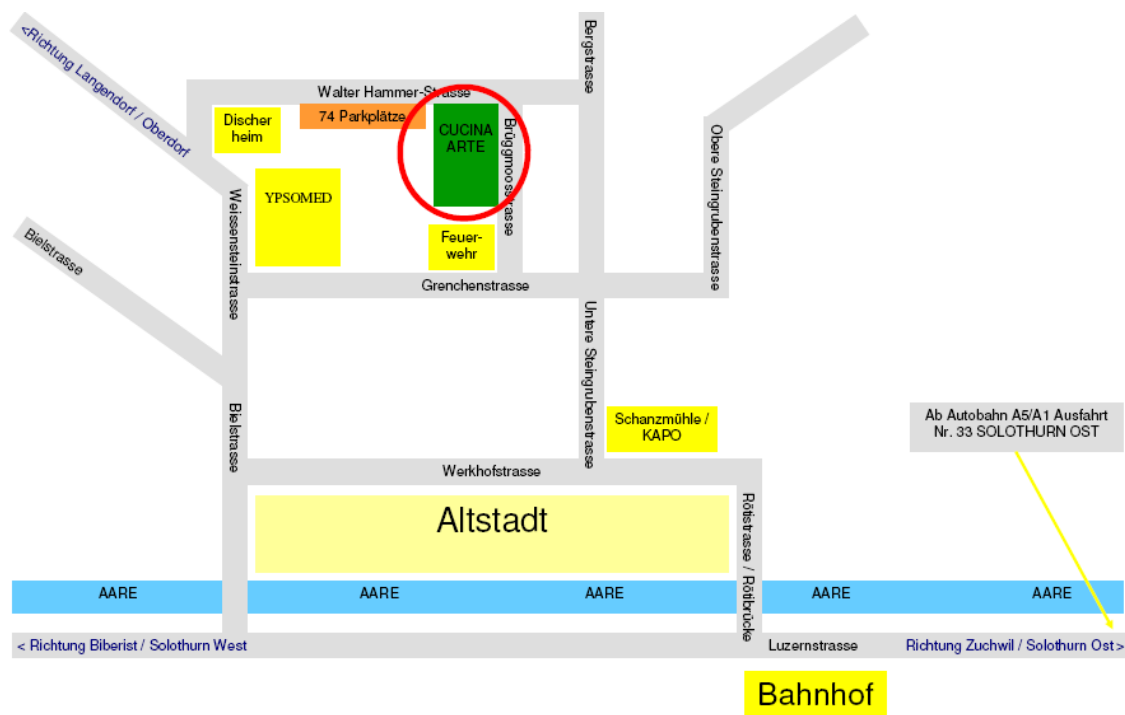 <Richtung Langendorf / Oberdorf
Bergstrasse
Walter Hammer-Strasse
Discher
heim
74 Parkplätze
CUCINA
ARTE
Brüggmoosstrasse
Obere Steingrubenstrasse
YPSOMED
Weissensteinstrasse
Bielstrasse
Feuer-
wehr
Grenchenstrasse
Untere Steingrubenstrasse
Schanzmühle /
KAPO
Ab Autobahn A5/A1 Ausfahrt
Nr. 33 SOLOTHURN OST
Bielstrasse
Werkhofstrasse
Altstadt
Rötistrasse / Rötibrücke
AARE
AARE
AARE
AARE
AARE
< Richtung Biberist / Solothurn West
Luzernstrasse
Richtung Zuchwil / Solothurn Ost >
Bahnhof